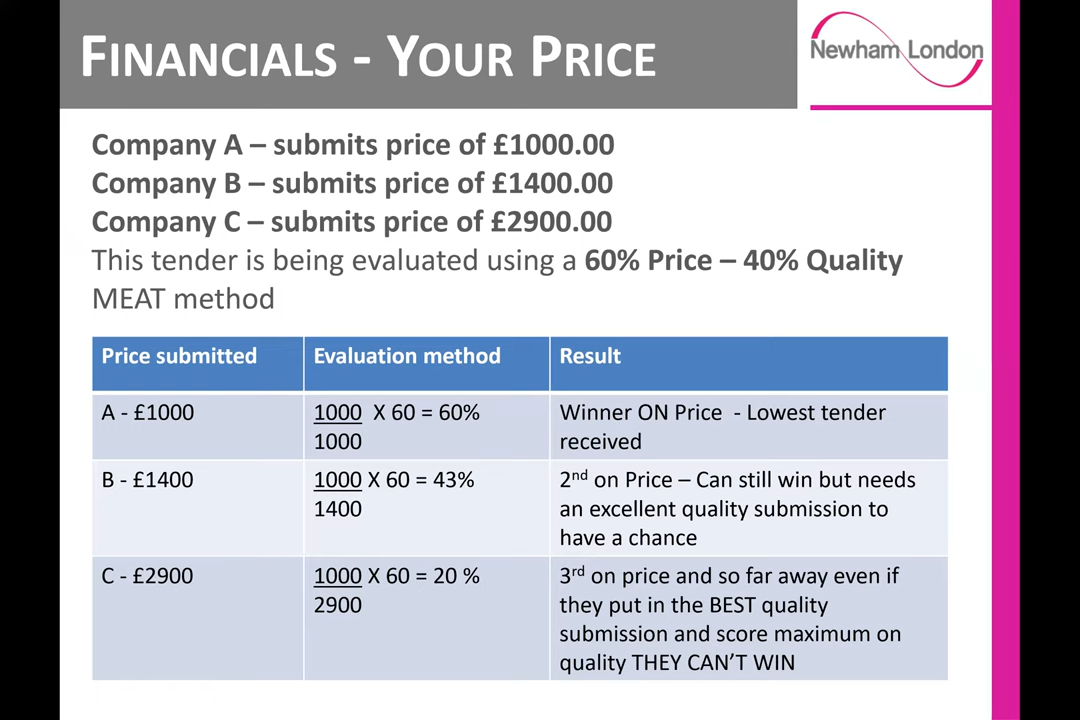 FINANCIALS - YOUR PRICE
Newham London
Company A – submits price of £1000.00
Company B – submits price of £1400.00
Company C – submits price of £2900.00
This tender is being evaluated using a 60% Price – 40% Quality
MEAT method
Price submitted
Evaluation method
Result
A - £1000
1000 X 60 = 60%
1000
Winner ON Price - Lowest tender
received
B - £1400
1000 X 60 = 43%
1400
2nd on Price – Can still win but needs
an excellent quality submission to
have a chance
C - £2900
1000 X 60 = 20 %
2900
3rd on price and so far away even if
they put in the BEST quality
submission and score maximum on
quality THEY CAN'T WIN